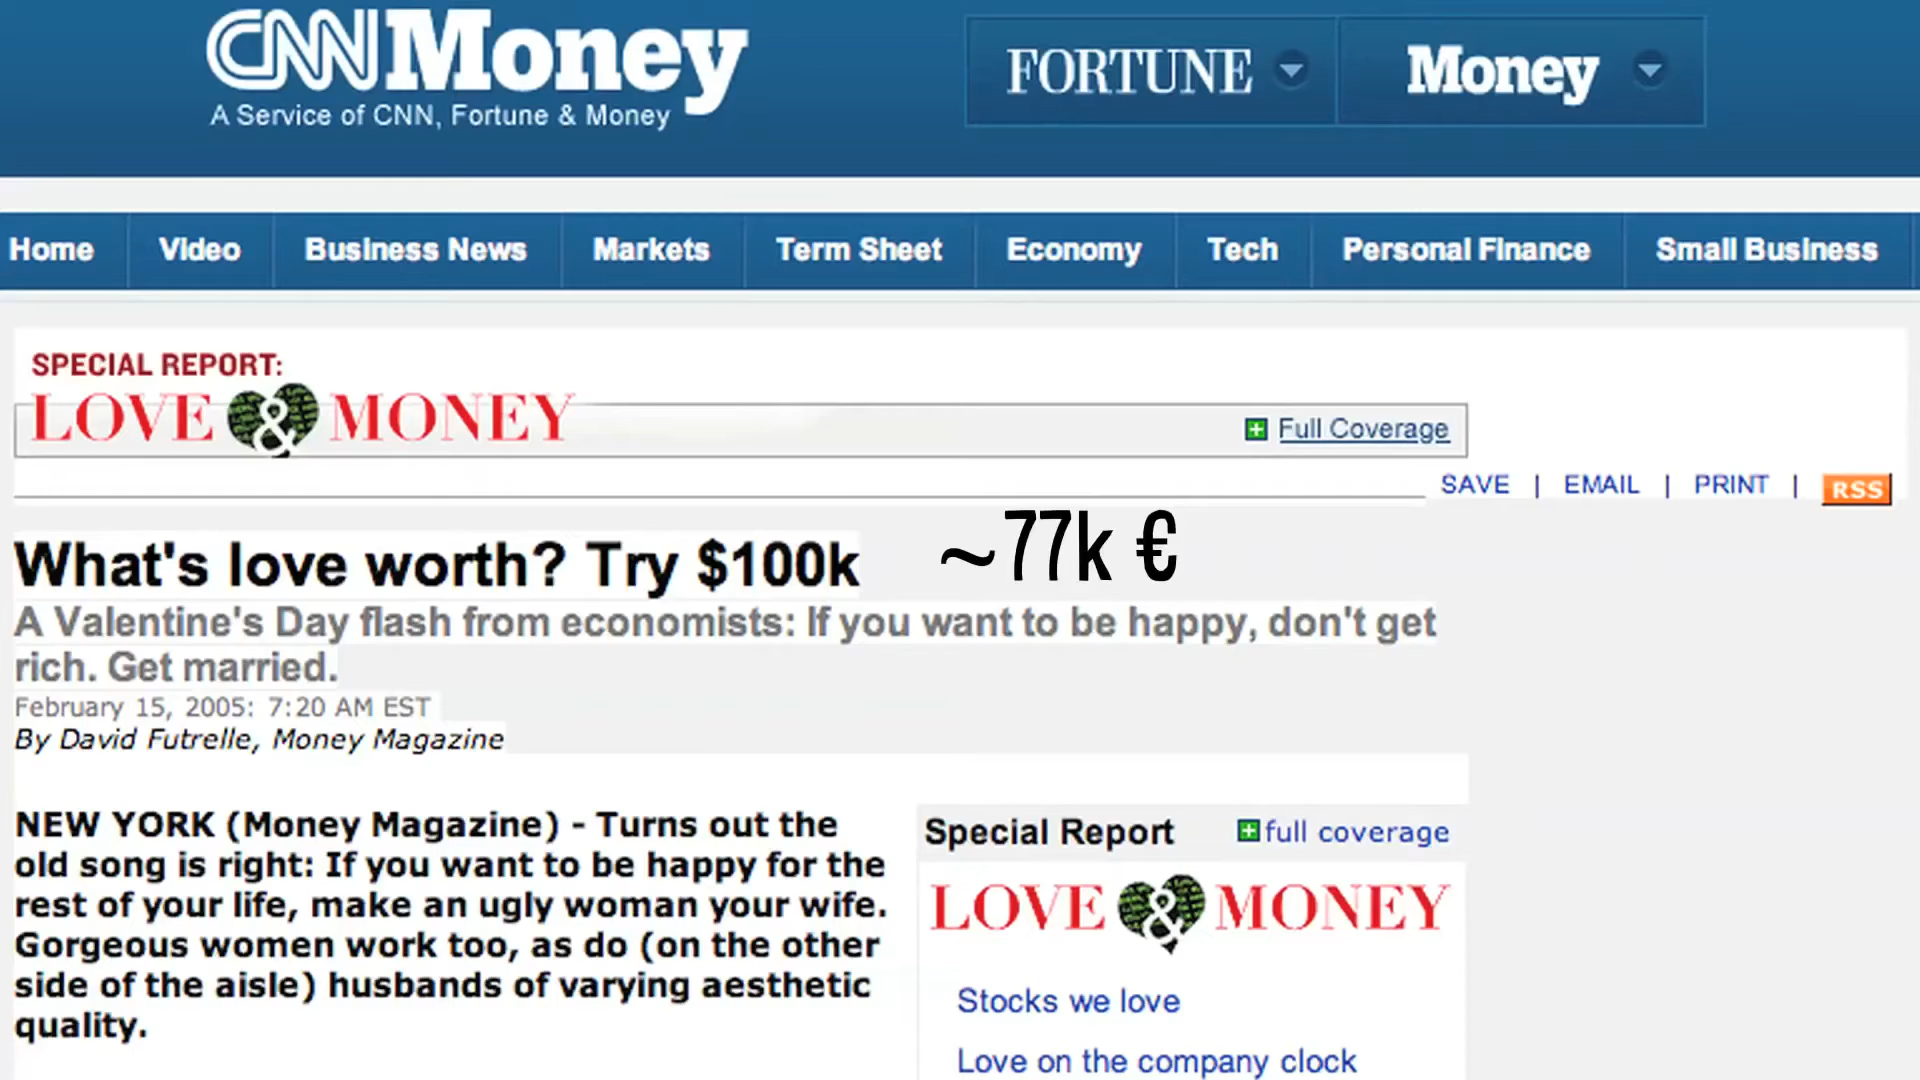 CNNMoney
A Service of CNN, Fortune & Money
FORTUNE
Money
Home Video Business News Markets Term Sheet Economy Tech Personal Finance Small Business
SPECIAL REPORT:
LOVE & MONEY
Full Coverage
SAVE | EMAIL | PRINT | RSS
What's love worth? Try $100k
~77k €
A Valentine's Day flash from economists: If you want to be happy, don't get
rich. Get married.
February 15, 2005: 7:20 AM EST
By David Futrelle, Money Magazine
NEW YORK (Money Magazine) - Turns out the
old song is right: If you want to be happy for the
rest of your life, make an ugly woman your wife.
Gorgeous women work too, as do (on the other
side of the aisle) husbands of varying aesthetic
quality.
Special Report
full coverage
LOVE & MONEY
Stocks we love
Love on the company clock